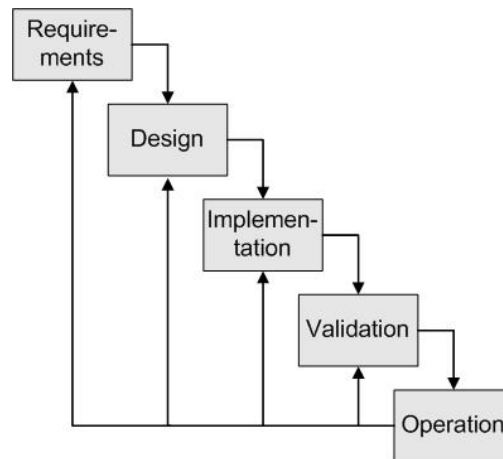 Require-
ments
Design
Implemen-
tation
Validation
Operation